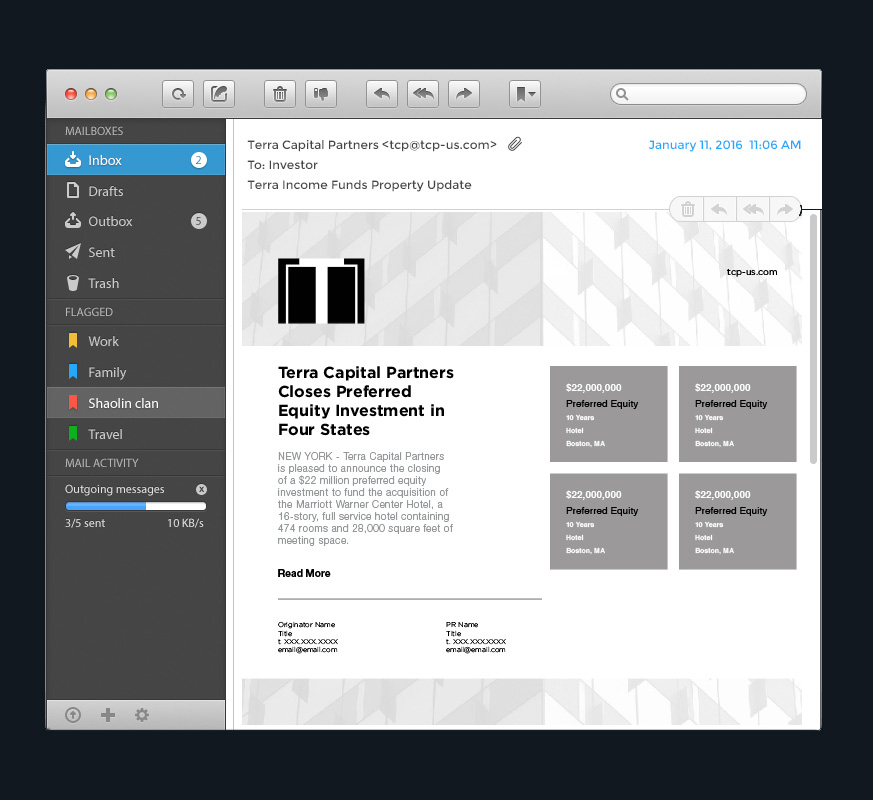 MAILBOXES
Inbox 2
Drafts
Outbox 5
Sent
Trash
FLAGGED
Work
Family
Shaolin clan
Travel
MAIL ACTIVITY
Outgoing messages
3/5 sent 10 KB/s
Terra Capital Partners <tcp@tcp-us.com>
January 11, 2016 11:06 AM
To: Investor
Terra Income Funds Property Update
tcp-us.com
Terra Capital Partners
Closes Preferred
Equity Investment in
Four States
NEW YORK - Terra Capital Partners
is pleased to announce the closing
of a $22 million preferred equity
investment to fund the acquisition of
the Marriott Warner Center Hotel, a
16-story, full service hotel containing
474 rooms and 28,000 square feet of
meeting space.
Read More
Originator Name
Title
t. XXX.XXX.XXXX
email@email.com
PR Name
Title
t. XXX.XXXXXXX
email@email.com
$22,000,000
Preferred Equity
10 Years
Hotel
Boston, MA
$22,000,000
Preferred Equity
10 Years
Hotel
Boston, MA
$22,000,000
Preferred Equity
10 Years
Hotel
Boston, MA
$22,000,000
Preferred Equity
10 Years
Hotel
Boston, MA